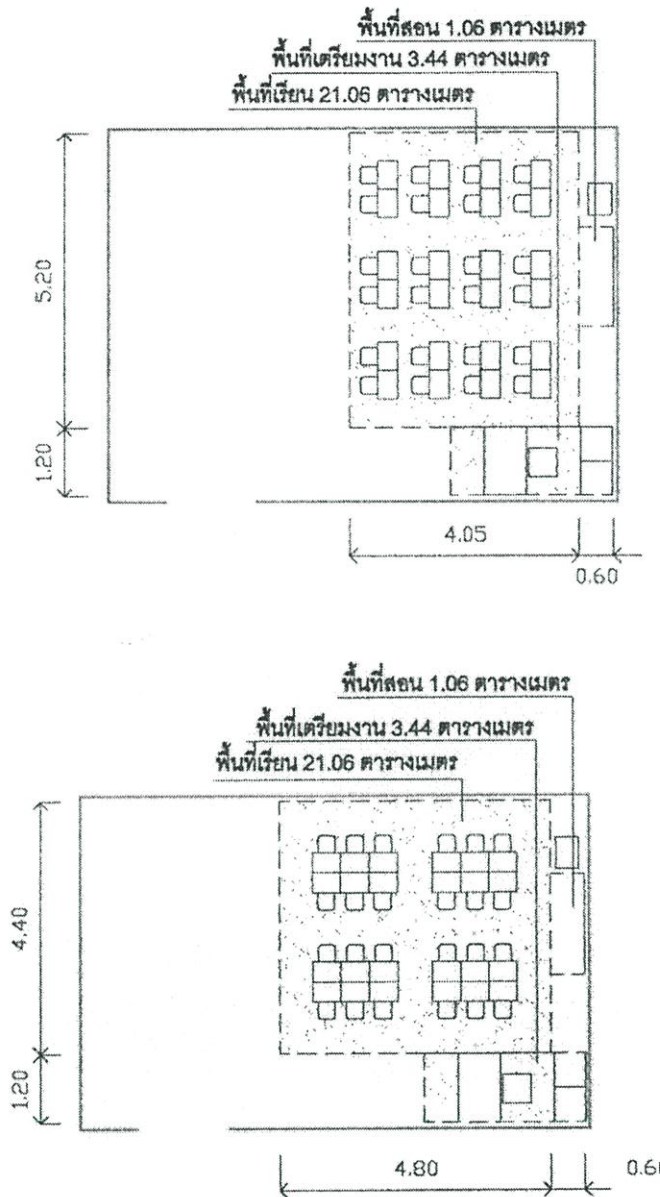 พื้นที่สอน 1.06 ตารางเมตร
พื้นที่เตรียมงาน 3.44 ตารางเมตร
พื้นที่เรียน 21.06 ตารางเมตร
5.20
1.20
4.05
0.60
พื้นที่สอน 1.06 ตารางเมตร
พื้นที่เตรียมงาน 3.44 ตารางเมตร
พื้นที่เรียน 21.06 ตารางเมตร
4.40
1.20
4.80
0.6